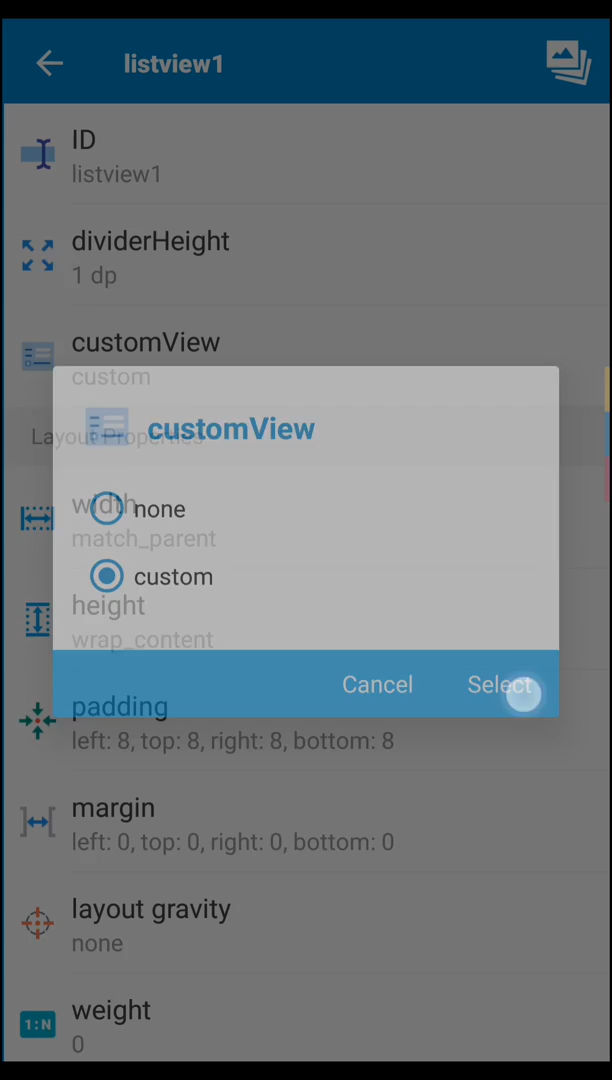 listview1
ID
listview1
dividerHeight
1 dp
customView
custom
Layout Properties
customView
width
none
match_parent
custom
height
wrap_content
Cancel
Select
padding
left: 8, top: 8, right: 8, bottom: 8
margin
left: 0, top: 0, right: 0, bottom: 0
layout gravity
none
1:N
weight
0